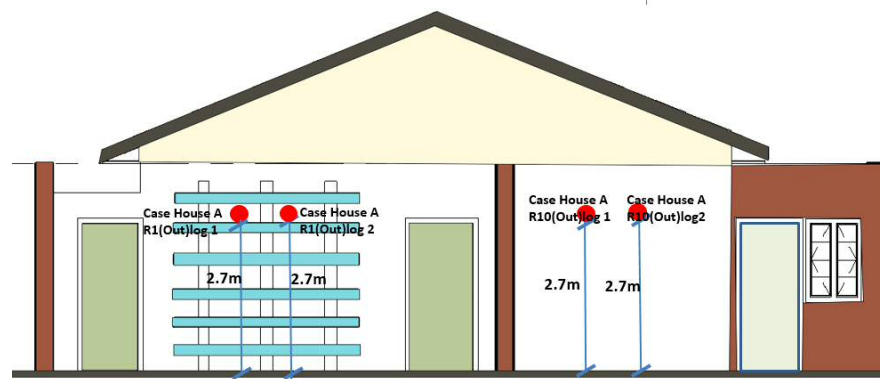 Case House A
R1(Out)log 1
Case House A
R1(Out)log 2
Case House A
R10(Out)log 1
Case House A
R10(Out)log2
2.7m
2.7m
2.7m
2.7m